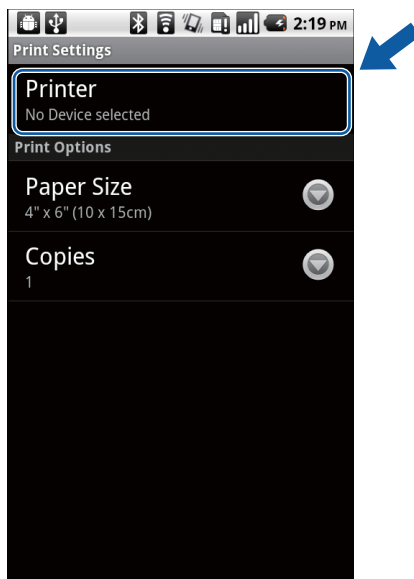 2:19 PM
Print Settings
Printer
No Device selected
Print Options
Paper Size
4" x 6" (10 x 15cm)
Copies
1